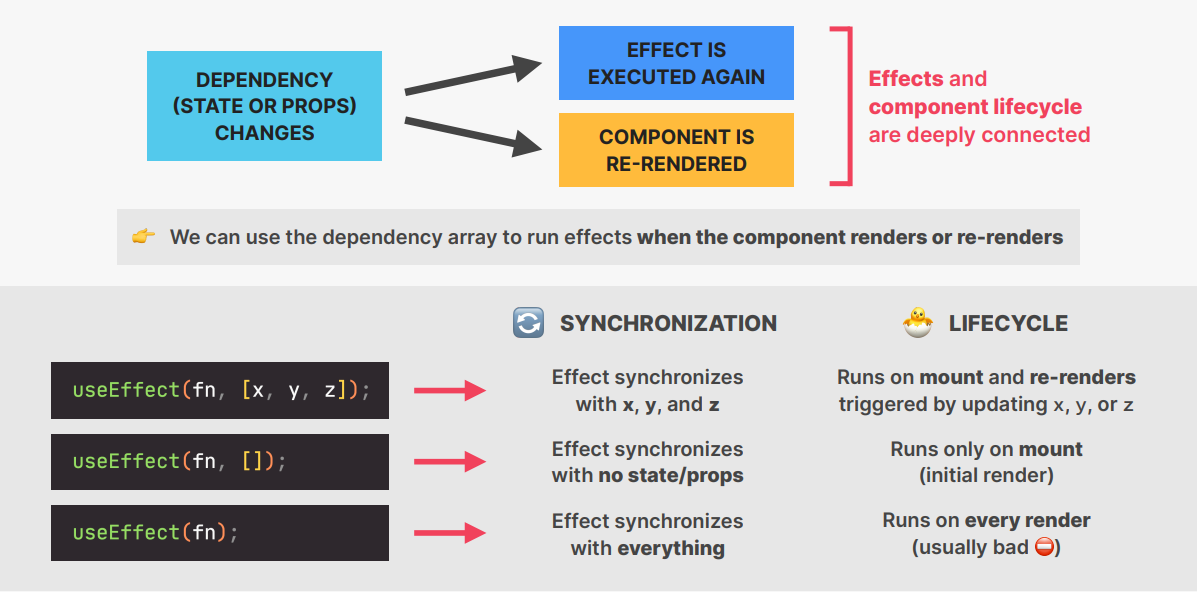 DEPENDENCY
(STATE OR PROPS)
CHANGES
EFFECT IS
EXECUTED AGAIN
COMPONENT IS
RE-RENDERED
Effects and
component lifecycle
are deeply connected
We can use the dependency array to run effects when the component renders or re-renders
SYNCHRONIZATION
LIFECYCLE
useEffect(fn, [x, y, z]);
Effect synchronizes
with x, y, and z
Runs on mount and re-renders
triggered by updating x, y, or z
useEffect(fn, []);
Effect synchronizes
with no state/props
Runs only on mount
(initial render)
useEffect(fn);
Effect synchronizes
with everything
Runs on every render
(usually bad ⛔)